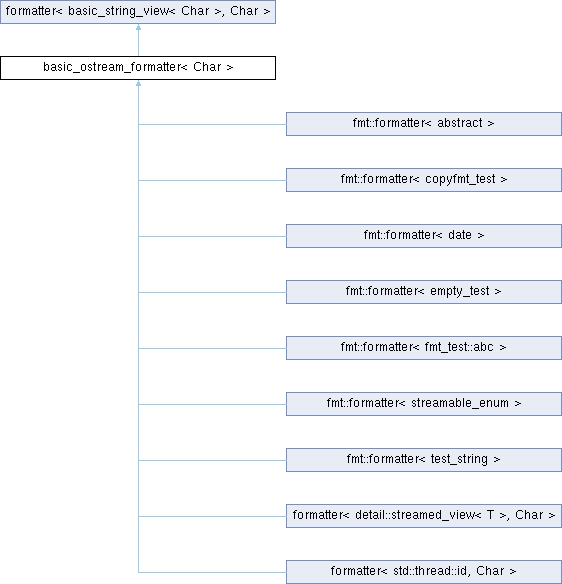 formatter< basic_string_view< Char >, Char >
basic_ostream_formatter< Char >
fmt::formatter< abstract >
fmt::formatter< copyfmt_test >
fmt::formatter< date >
fmt::formatter< empty_test >
fmt::formatter< fmt_test::abc >
fmt::formatter< streamable_enum >
fmt::formatter< test_string >
formatter< detail::streamed_view< T >, Char >
formatter< std::thread::id, Char >